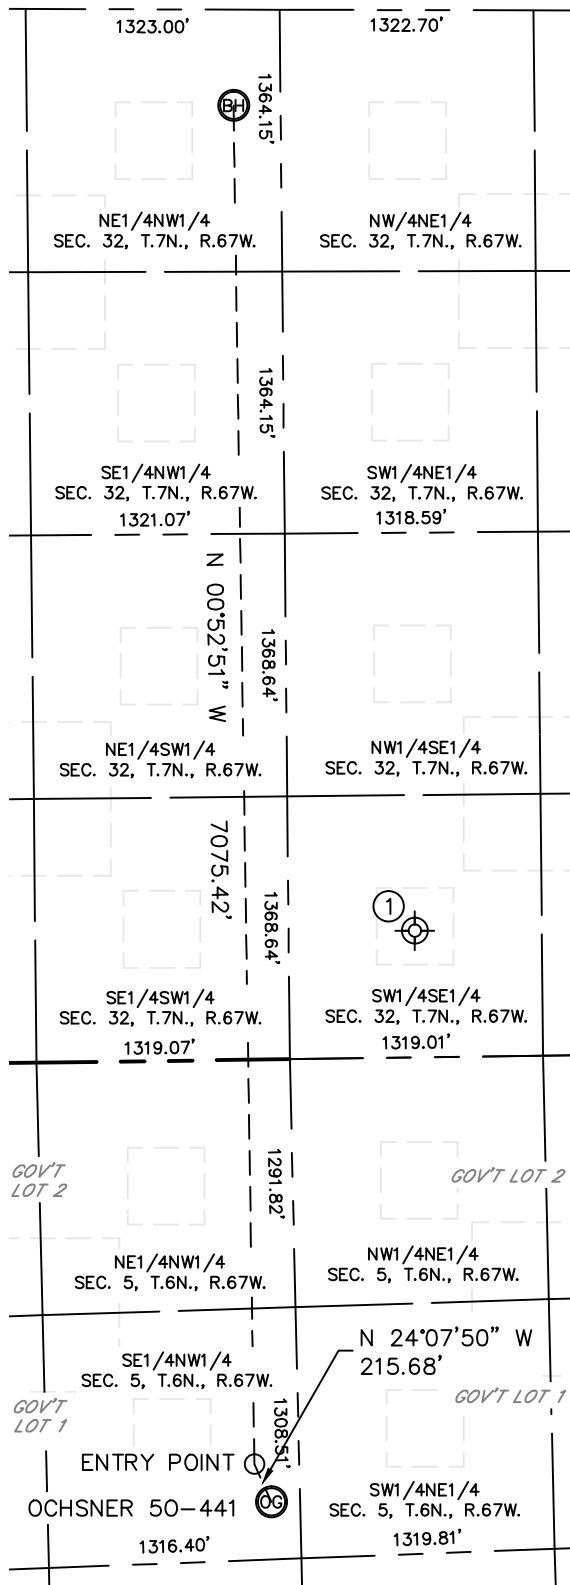 1323.00'
1322.70'
BH
1364.15'
NE1/4NW1/4
SEC. 32, T.7N., R.67W.
NW/4NE1/4
SEC. 32, T.7N., R.67W.
1364.15'
SE1/4NW1/4
SEC. 32, T.7N., R.67W.
1321.07'
SW1/4NE1/4
SEC. 32, T.7N., R.67W.
1318.59'
N 00°52'51" W
1368.64'
NE1/4SW1/4
SEC. 32, T.7N., R.67W.
NW1/4SE1/4
SEC. 32, T.7N., R.67W.
7075.42'
1368.64'
1
SE1/4SW1/4
SEC. 32, T.7N., R.67W.
1319.07'
SW1/4SE1/4
SEC. 32, T.7N., R.67W.
1319.01'
GOV'T
LOT 2
1291.82'
GOV'T LOT 2
NE1/4NW1/4
SEC. 5, T.6N., R.67W.
NW1/4NE1/4
SEC. 5, T.6N., R.67W.
N 24°07'50" W
215.68'
SE1/4NW1/4
SEC. 5, T.6N., R.67W.
GOV'T
LOT 1
1308.51'
GOV'T LOT 1
ENTRY POINT
OCHSNER 50-441
OG
SW1/4NE1/4
SEC. 5, T.6N., R.67W.
1316.40'
1319.81'